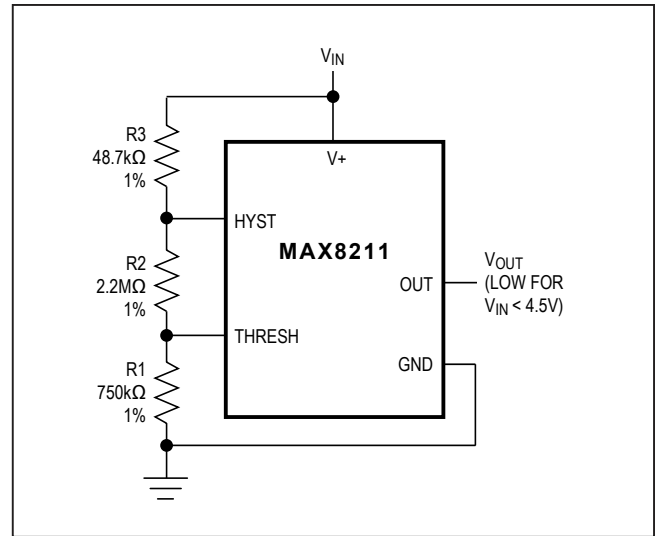 VIN
R3
48.7kΩ
1%
V+
HYST
MAX8211
R2
2.2MΩ
1%
VOUT
(LOW FOR
VIN < 4.5V)
OUT
THRESH
GND
R1
750kΩ
1%